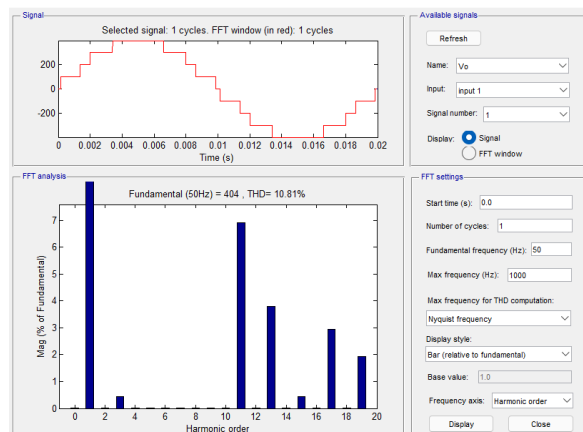 Signal
Selected signal: 1 cycles. FFT window (in red): 1 cycles
200
0
-200
0 0.002 0.004 0.006 0.008 0.01 0.012 0.014 0.016 0.018 0.02
Time (s)
FFT analysis
Fundamental (50Hz) = 404 , THD= 10.81%
7
6
5
4
3
2
1
0
Mag (% of Fundamental)
0 2 4 6 8 10 12 14 16 18 20
Harmonic order
Available signals
Refresh
Name: Vo
Input: input 1
Signal number: 1
Display: Signal
FFT window
FFT settings
Start time (s): 0.0
Number of cycles: 1
Fundamental frequency (Hz): 50
Max frequency (Hz): 1000
Max frequency for THD computation:
Nyquist frequency
Display style:
Bar (relative to fundamental)
Base value: 1.0
Frequency axis: Harmonic order
Display Close